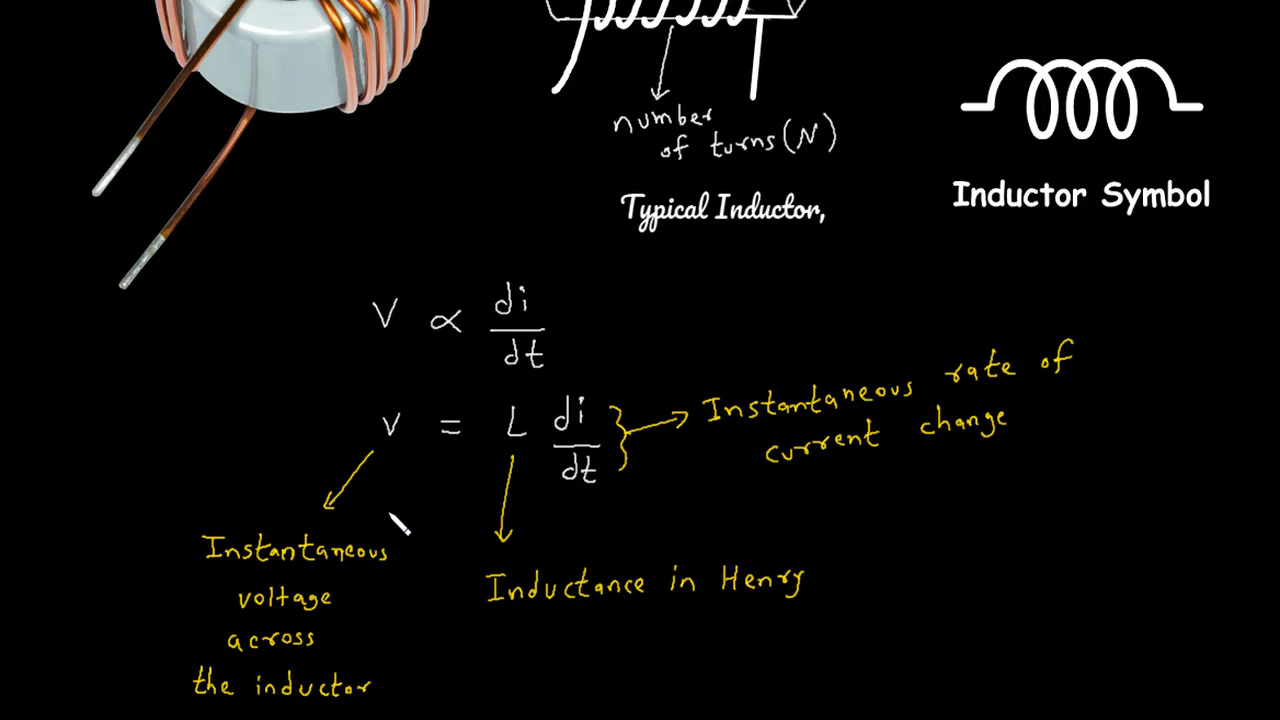 number
of turns (N)
Typical Inductor,
Inductor Symbol
V ∝ di/dt
v = L di/dt
Instantaneous rate of
current change
Instantaneous
voltage
across
the inductor
Inductance in Henry